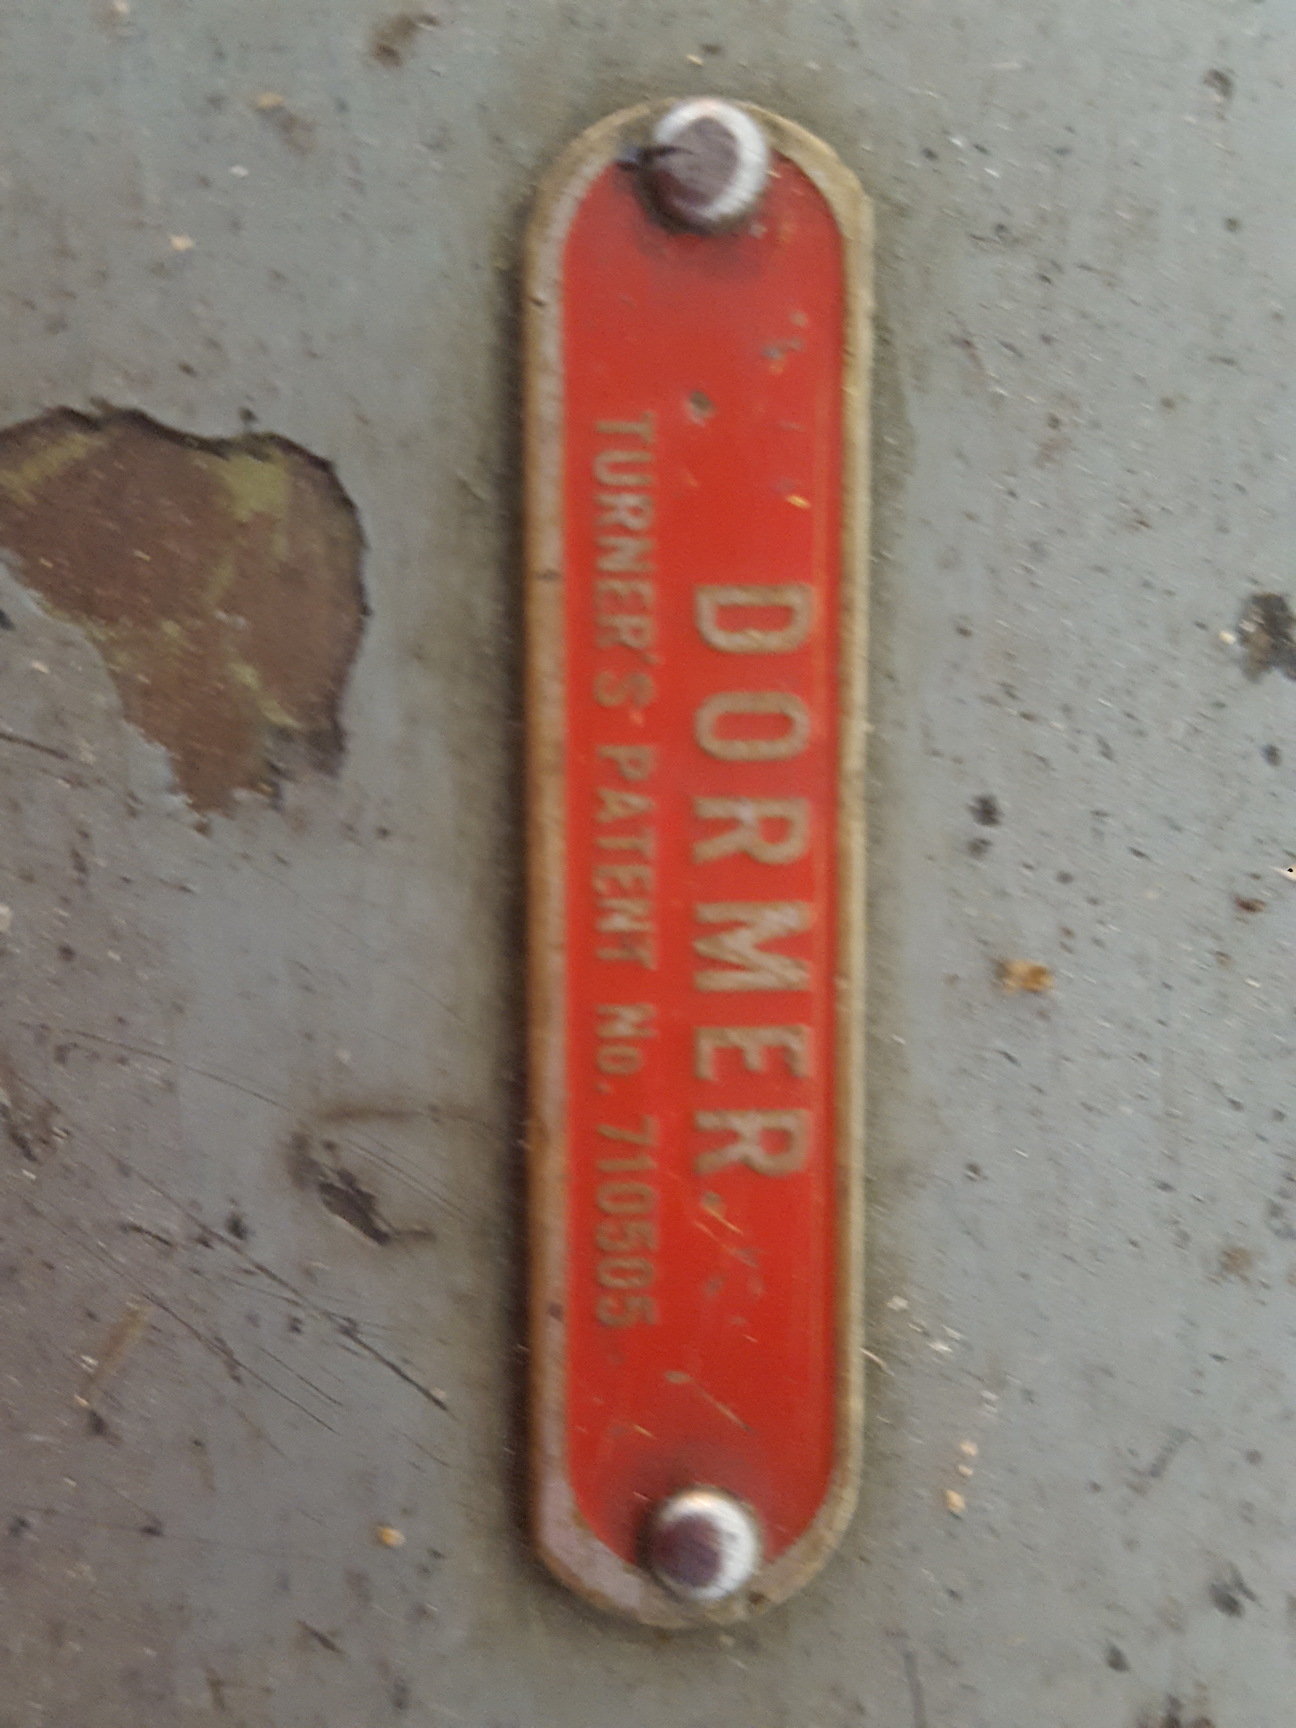 DORMER
TURNER'S PATENT No. 710505